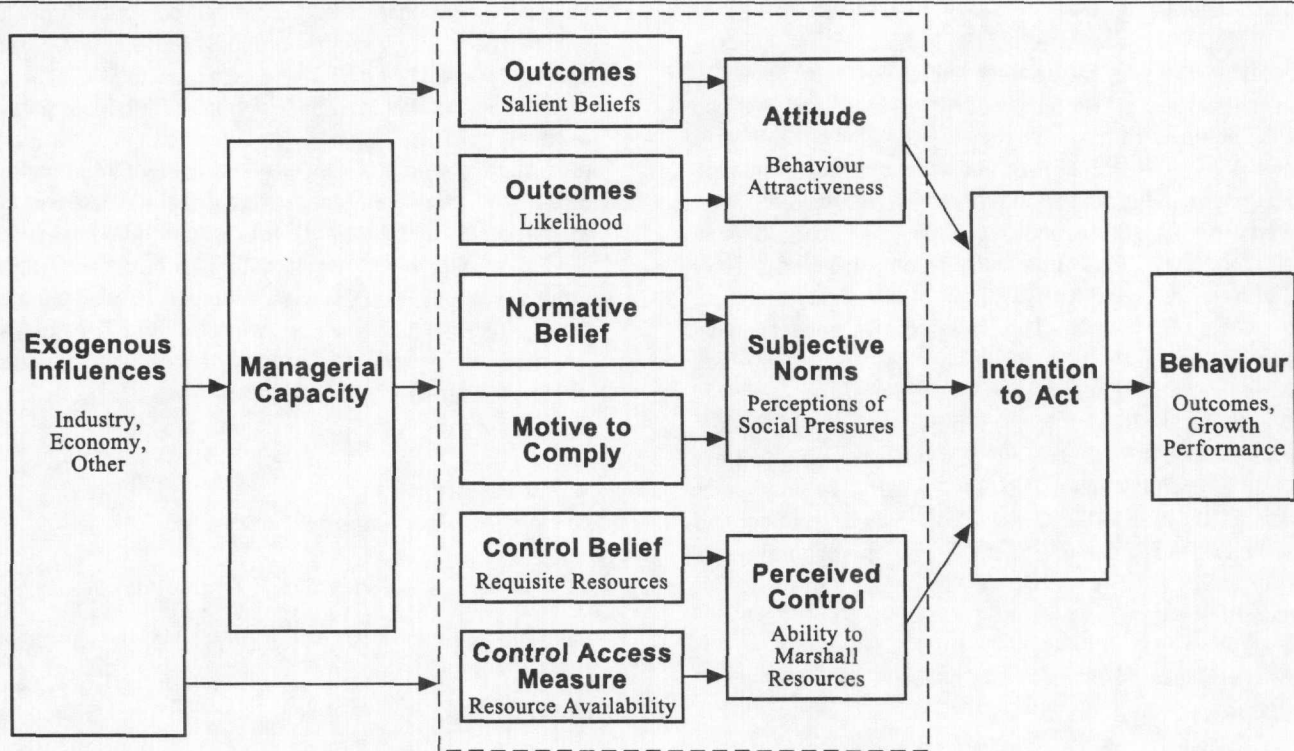 Exogenous
Influences
Industry,
Economy,
Other
Managerial
Capacity
Outcomes
Salient Beliefs
Outcomes
Likelihood
Normative
Belief
Motive to
Comply
Control Belief
Requisite Resources
Control Access
Measure
Resource Availability
Attitude
Behaviour
Attractiveness
Subjective
Norms
Perceptions of
Social Pressures
Perceived
Control
Ability to
Marshall
Resources
Intention
to Act
Behaviour
Outcomes,
Growth
Performance